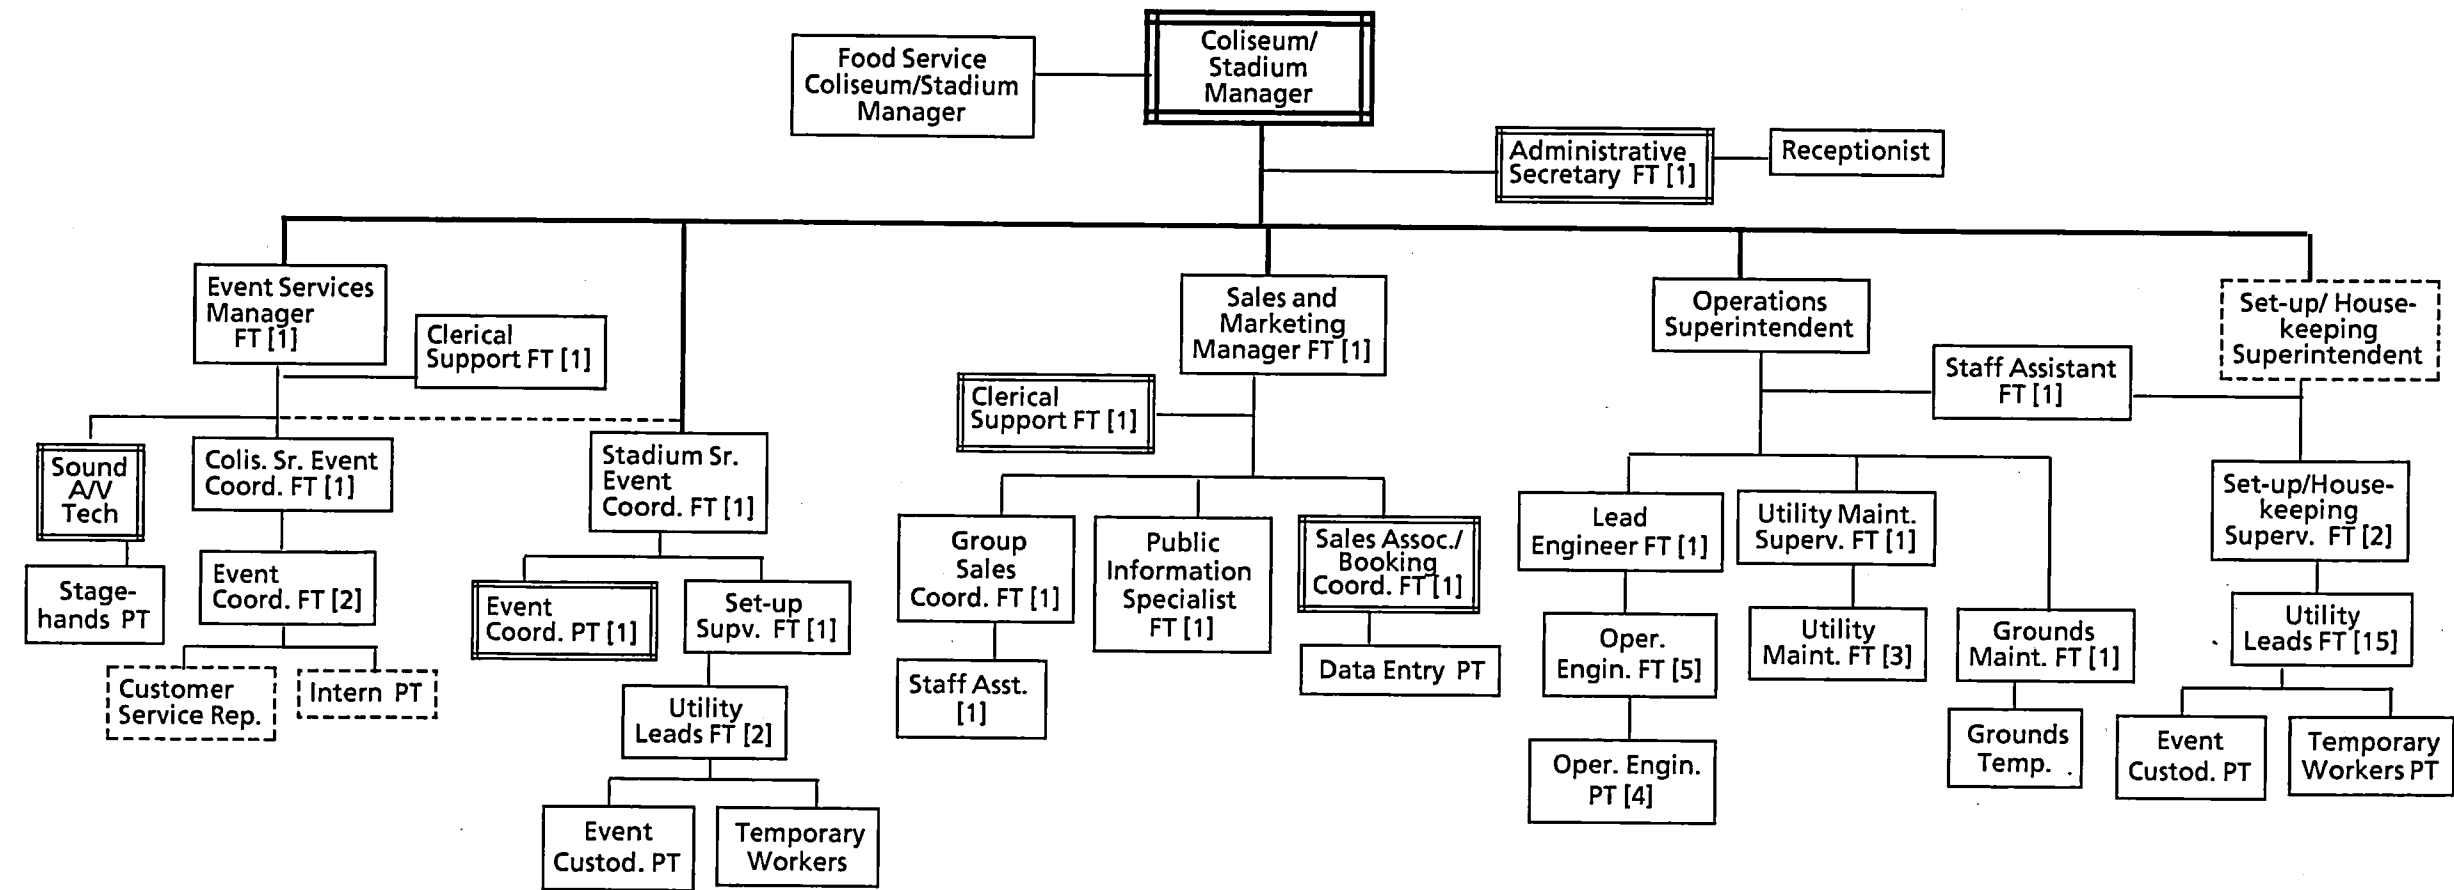 Food Service
Coliseum/Stadium
Manager
Coliseum/
Stadium
Manager
Administrative
Secretary FT [1]
Receptionist
Event Services
Manager
FT [1]
Clerical
Support FT [1]
Sales and
Marketing
Manager FT [1]
Operations
Superintendent
Set-up/ House-
keeping
Superintendent
Staff Assistant
FT [1]
Clerical
Support FT [1]
Sound
A/V
Tech
Colis. Sr. Event
Coord. FT [1]
Stadium Sr.
Event
Coord. FT [1]
Group
Sales
Coord. FT [1]
Public
Information
Specialist
FT [1]
Sales Assoc./
Booking
Coord. FT [1]
Lead
Engineer FT [1]
Utility Maint.
Superv. FT [1]
Set-up/House-
keeping
Superv. FT [2]
Stage-
hands PT
Event
Coord. FT [2]
Event
Coord. PT [1]
Set-up
Supv. FT [1]
Staff Asst.
[1]
Data Entry PT
Oper.
Engin. FT [5]
Utility
Maint. FT [3]
Grounds
Maint. FT [1]
Utility
Leads FT [15]
Customer
Service Rep.
Intern PT
Utility
Leads FT [2]
Oper. Engin.
PT [4]
Grounds
Temp.
Event
Custod. PT
Temporary
Workers PT
Event
Custod. PT
Temporary
Workers